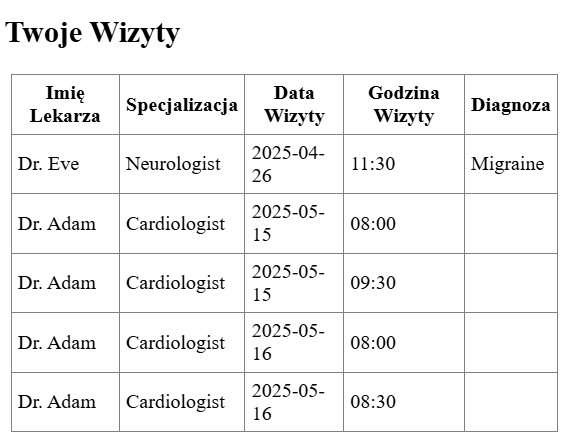 Twoje Wizyty
Imię Lekarza Specjalizacja Data Wizyty Godzina Wizyty Diagnoza
Dr. Eve Neurologist 2025-04-26 11:30 Migraine
Dr. Adam Cardiologist 2025-05-15 08:00
Dr. Adam Cardiologist 2025-05-15 09:30
Dr. Adam Cardiologist 2025-05-16 08:00
Dr. Adam Cardiologist 2025-05-16 08:30